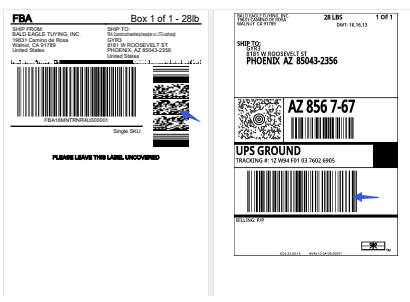 FBA
Box 1 of 1 - 28lb
SHIP FROM:
BALD EAGLE TUYING, INC.
19631 Camino de Rosa
Walnut, CA 91789
United States
SHIP TO:
GYR3
8181 W ROOSEVELT ST
PHOENIX, AZ 85043-2356
United States
Single SKU
PLEASE LEAVE THIS LABEL UNCOVERED
BALD EAGLE TUYING, INC.
19631 CAMINO DE ROSA
WALNUT CA 91789
28 LBS
1 OF 1
DWT: 18,16,13
SHIP TO:
GYR3
8181 W ROOSEVELT ST
PHOENIX AZ 85043-2356
AZ 856 7-67
UPS GROUND
TRACKING #: 1Z W94 F01 03 7602 6905
BILLING: P/P